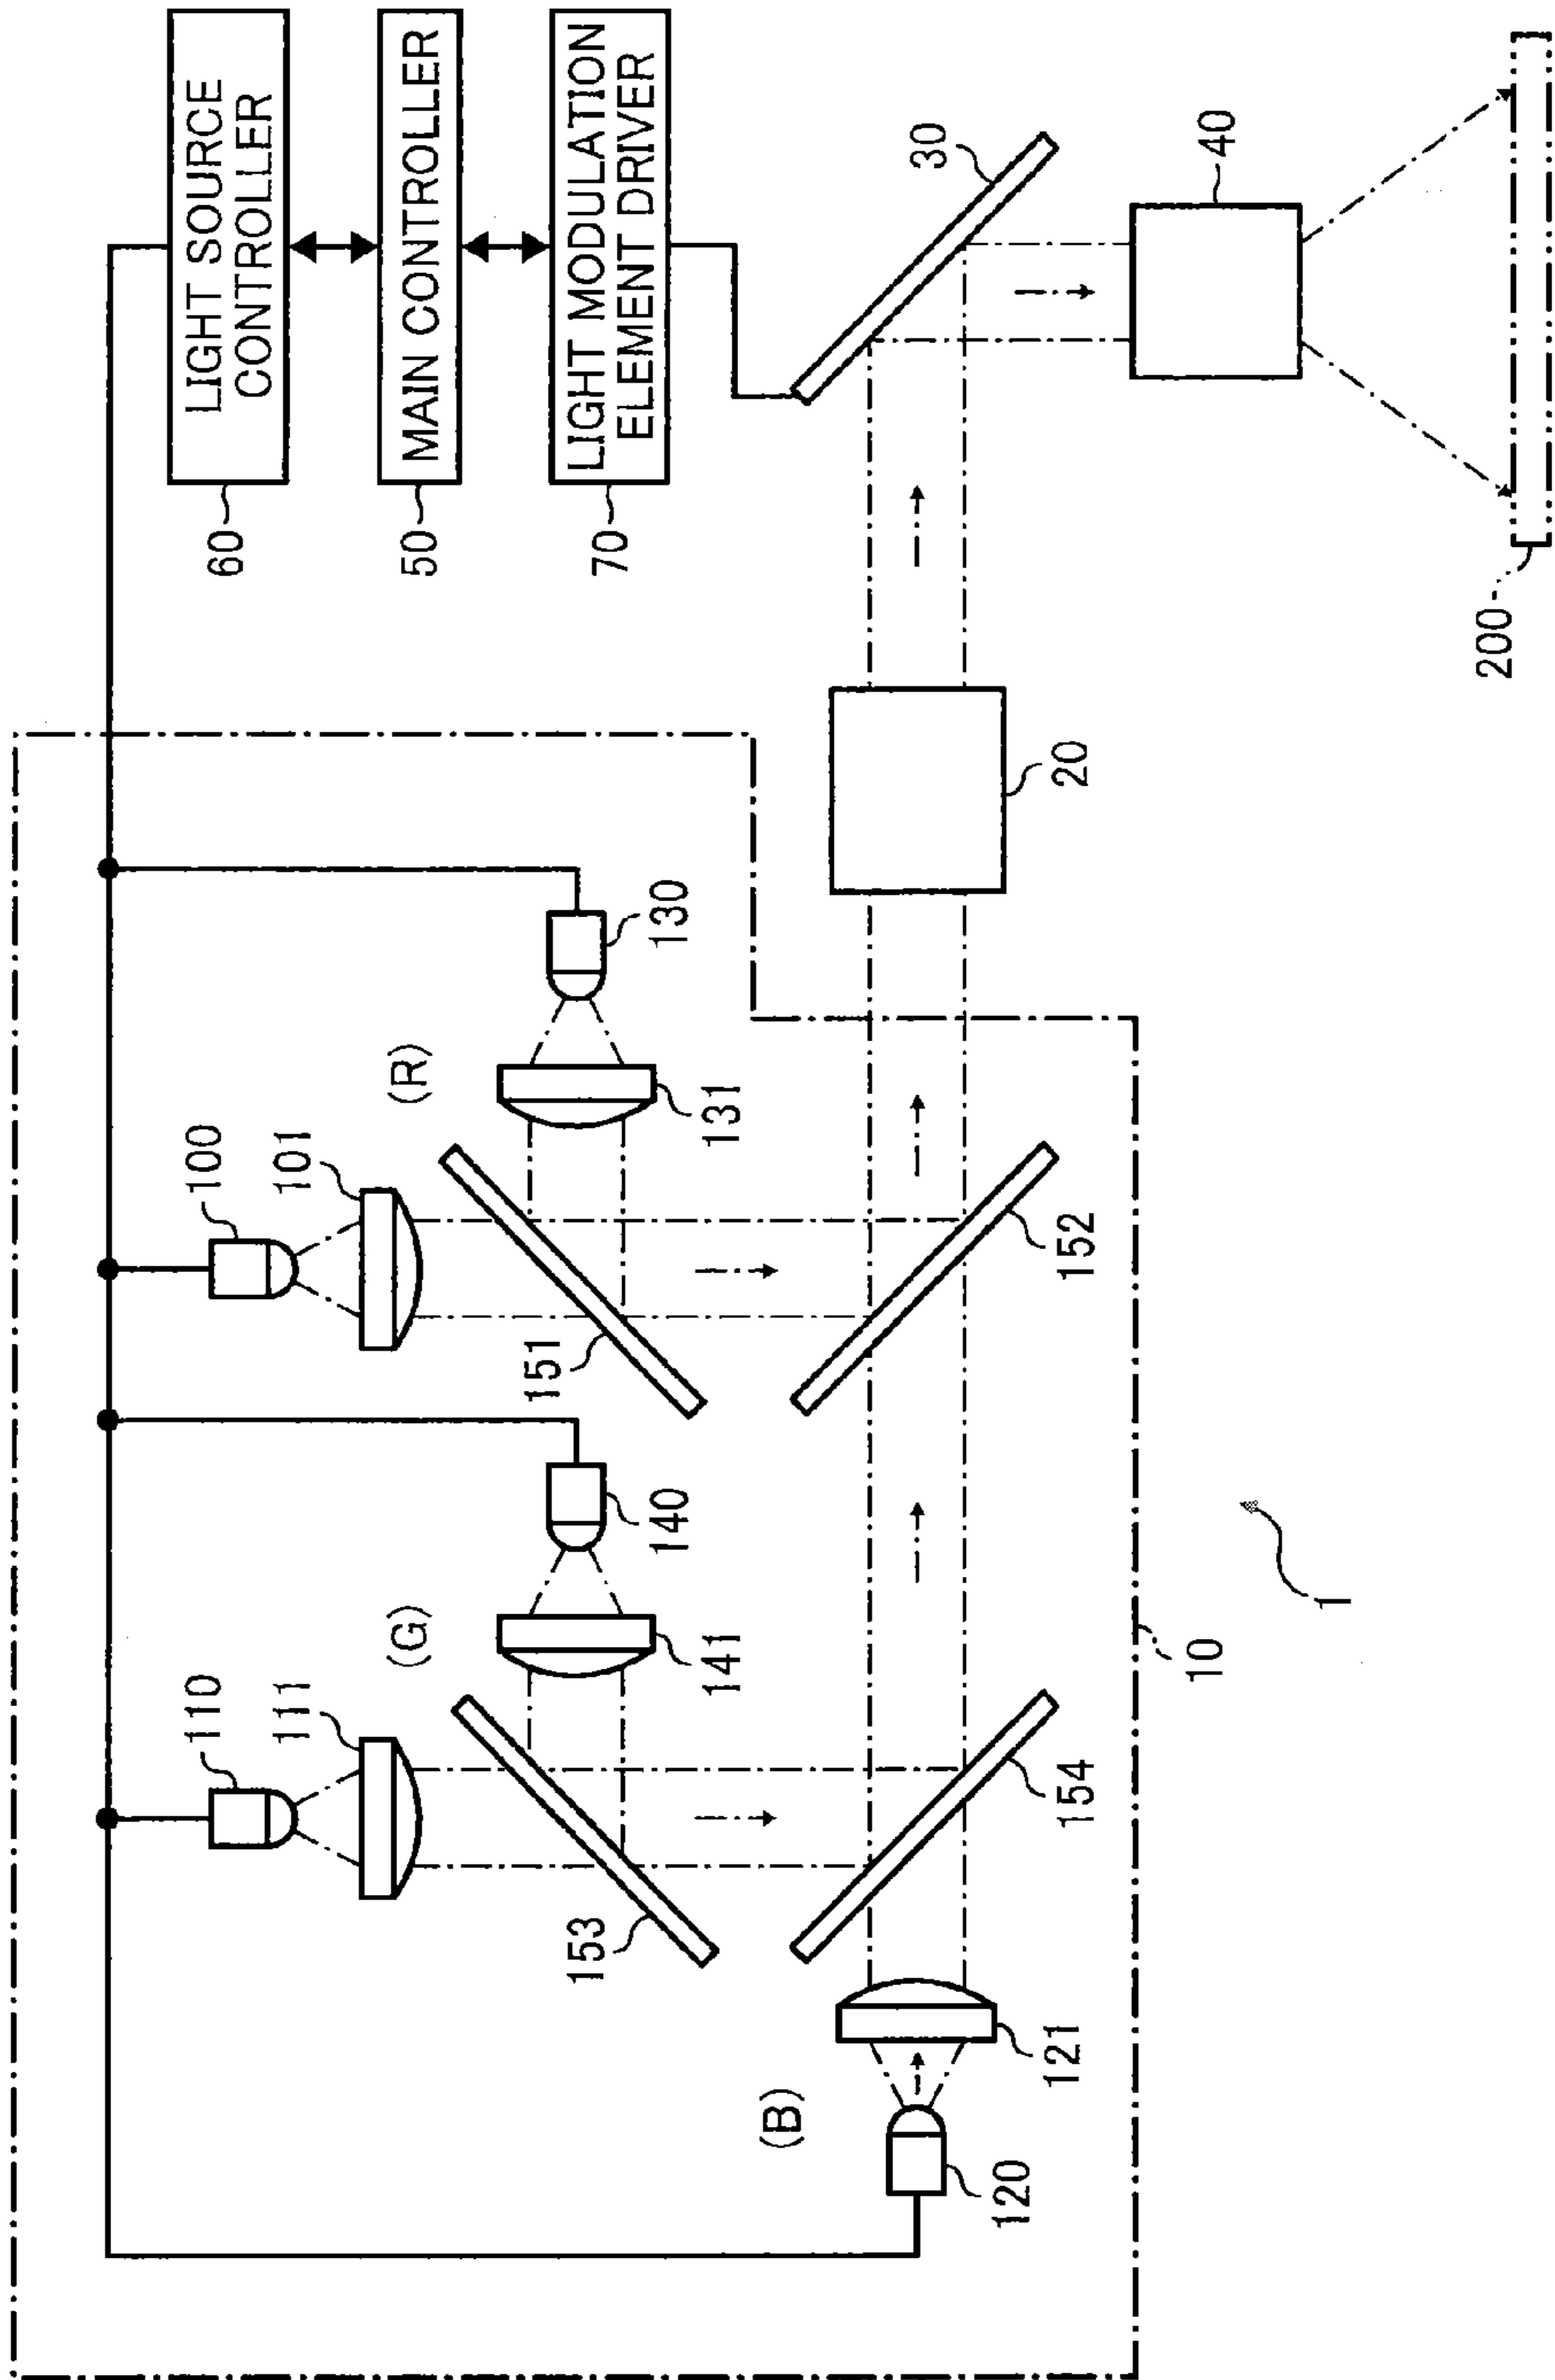 60
LIGHT SOURCE
CONTROLLER
50
MAIN CONTROLLER
70
LIGHT MODULATION
ELEMENT DRIVER
110
111
(G)
140
141
153
100
101
(R)
130
131
151
(B)
120
121
154
152
20
30
40
10
1
200